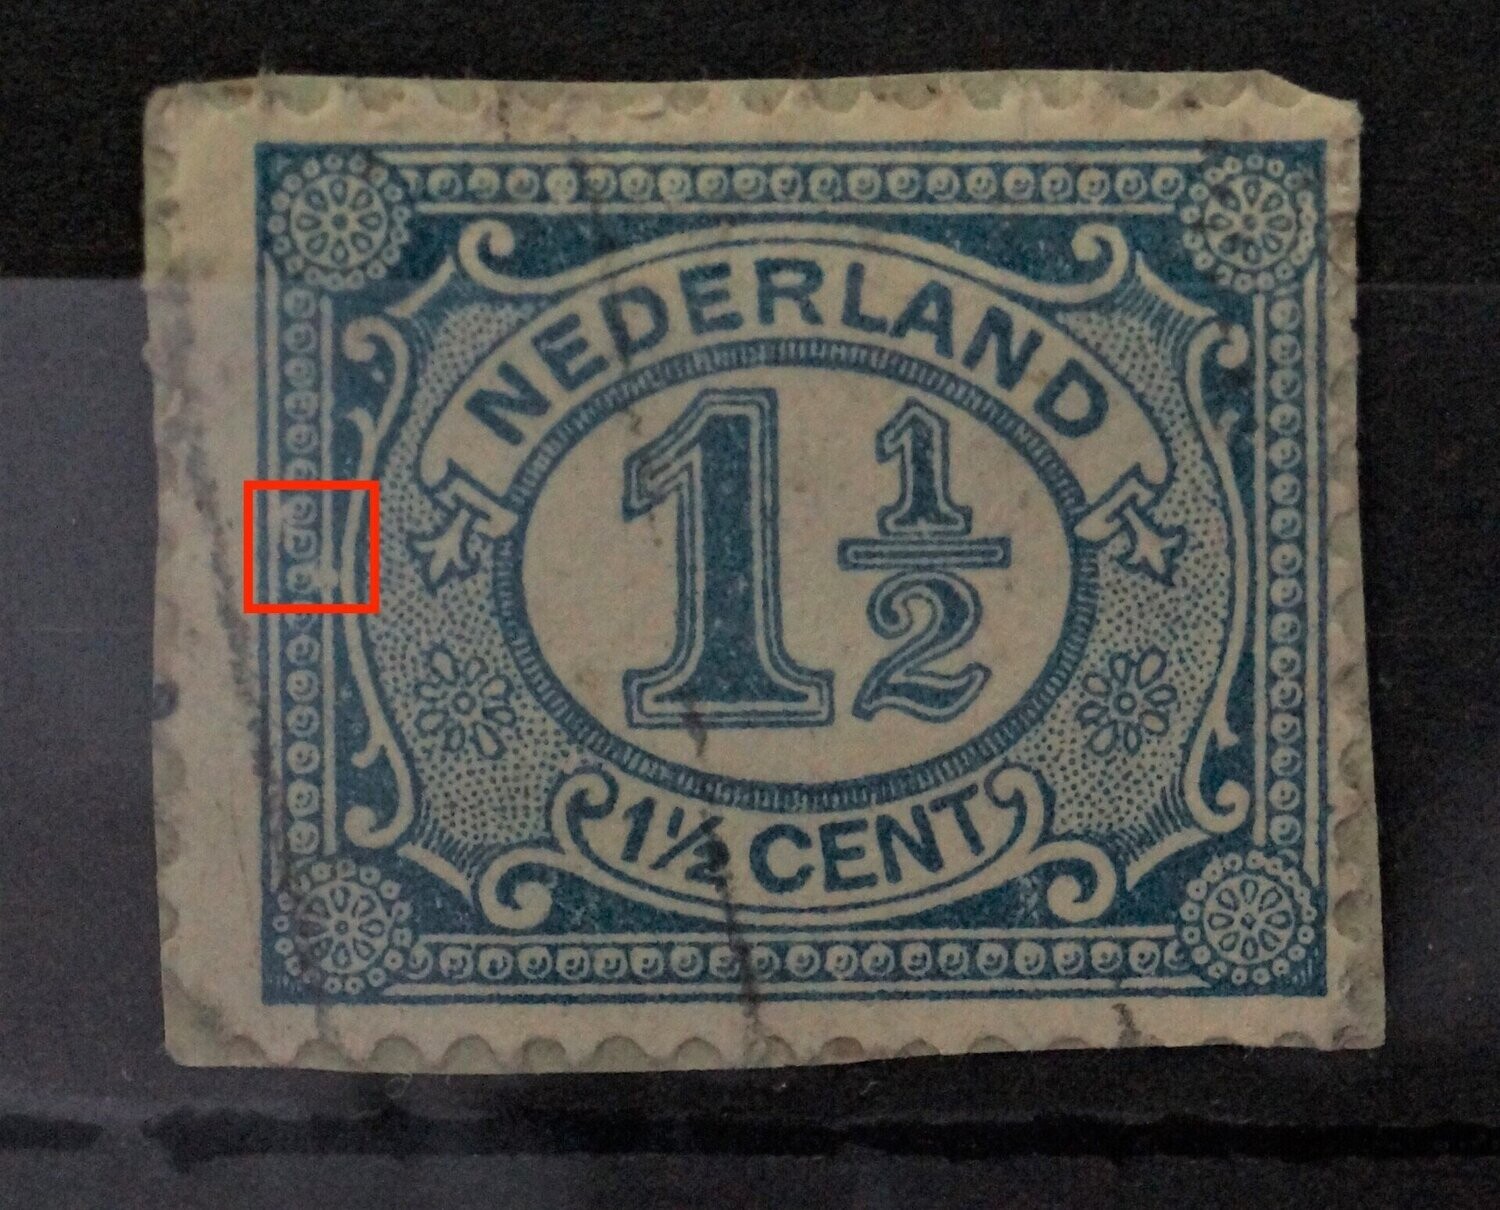 NEDERLAND
1 1/2
1½ CENT